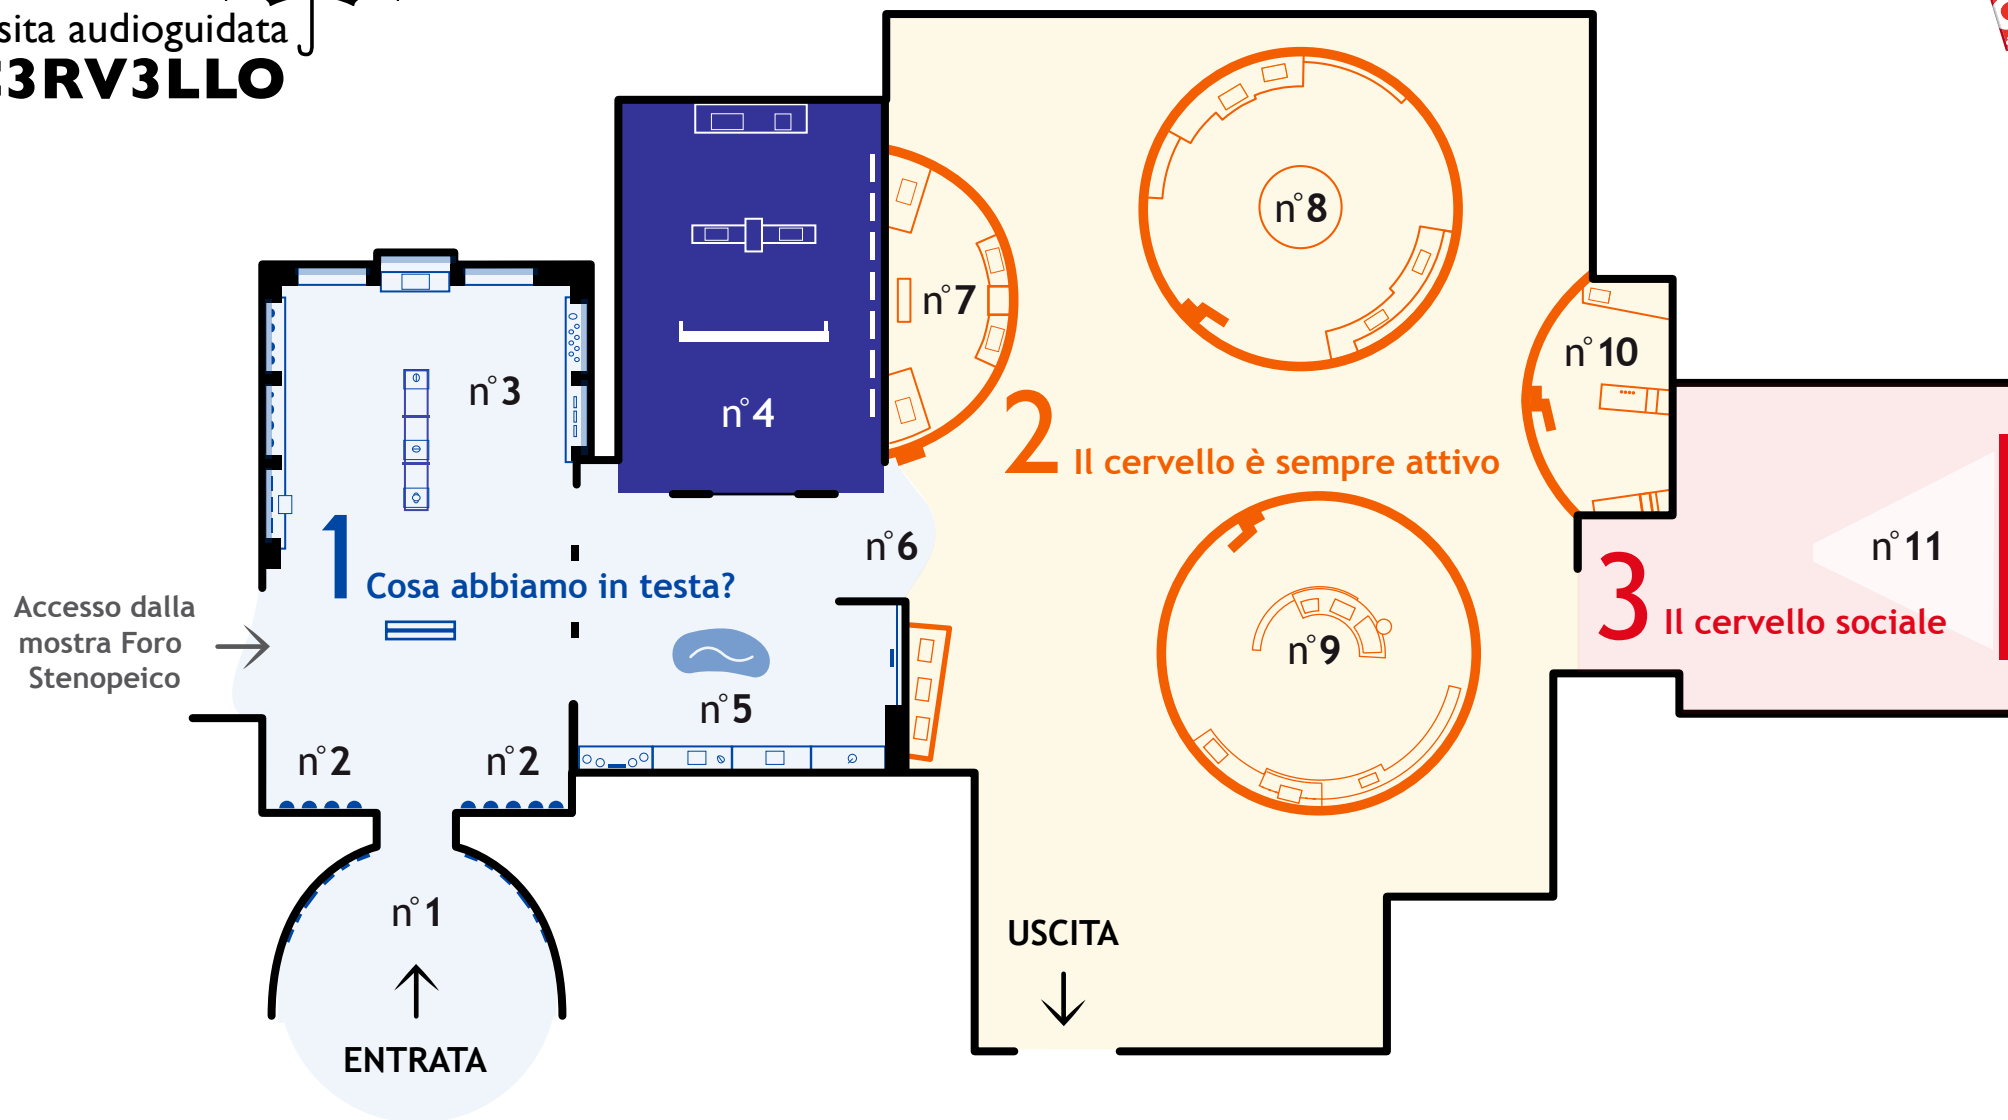 sita audioguidata
C3RV3LLO
n°8
n°7
n°10
n°3
n°4
2 Il cervello è sempre attivo
n°6
n°11
1 Cosa abbiamo in testa?
3 Il cervello sociale
Accesso dalla
mostra Foro
Stenopeico
n°9
n°5
n°2
n°2
n°1
USCITA
ENTRATA